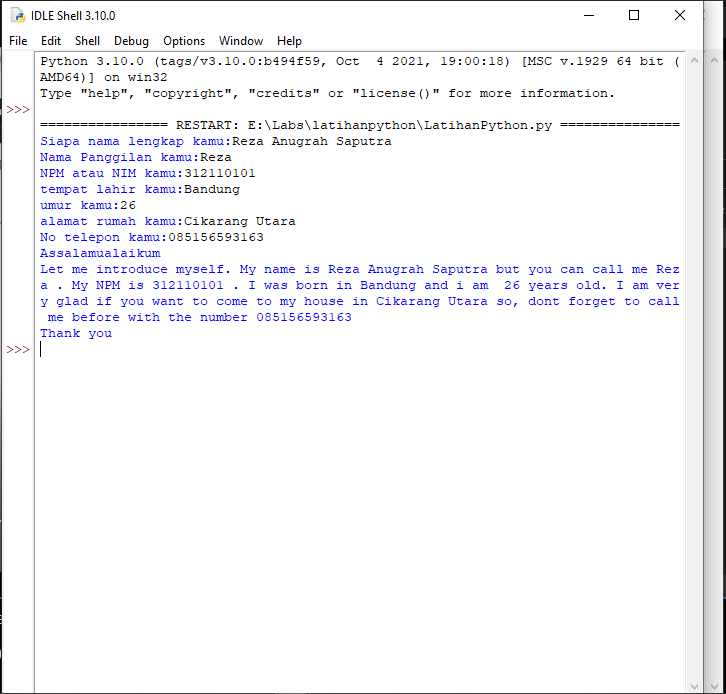 IDLE Shell 3.10.0
File Edit Shell Debug Options Window Help
Python 3.10.0 (tags/v3.10.0:b494f59, Oct  4 2021, 19:00:18) [MSC v.1929 64 bit (
AMD64)] on win32
Type "help", "copyright", "credits" or "license()" for more information.
>>>
================ RESTART: E:\Labs\latihanpython\LatihanPython.py ===============
Siapa nama lengkap kamu:Reza Anugrah Saputra
Nama Panggilan kamu:Reza
NPM atau NIM kamu:312110101
tempat lahir kamu:Bandung
umur kamu:26
alamat rumah kamu:Cikarang Utara
No telepon kamu:085156593163
Assalamualaikum
Let me introduce myself. My name is Reza Anugrah Saputra but you can call me Rez
a . My NPM is 312110101 . I was born in Bandung and i am  26 years old. I am ver
y glad if you want to come to my house in Cikarang Utara so, dont forget to call
 me before with the number 085156593163
Thank you
>>>